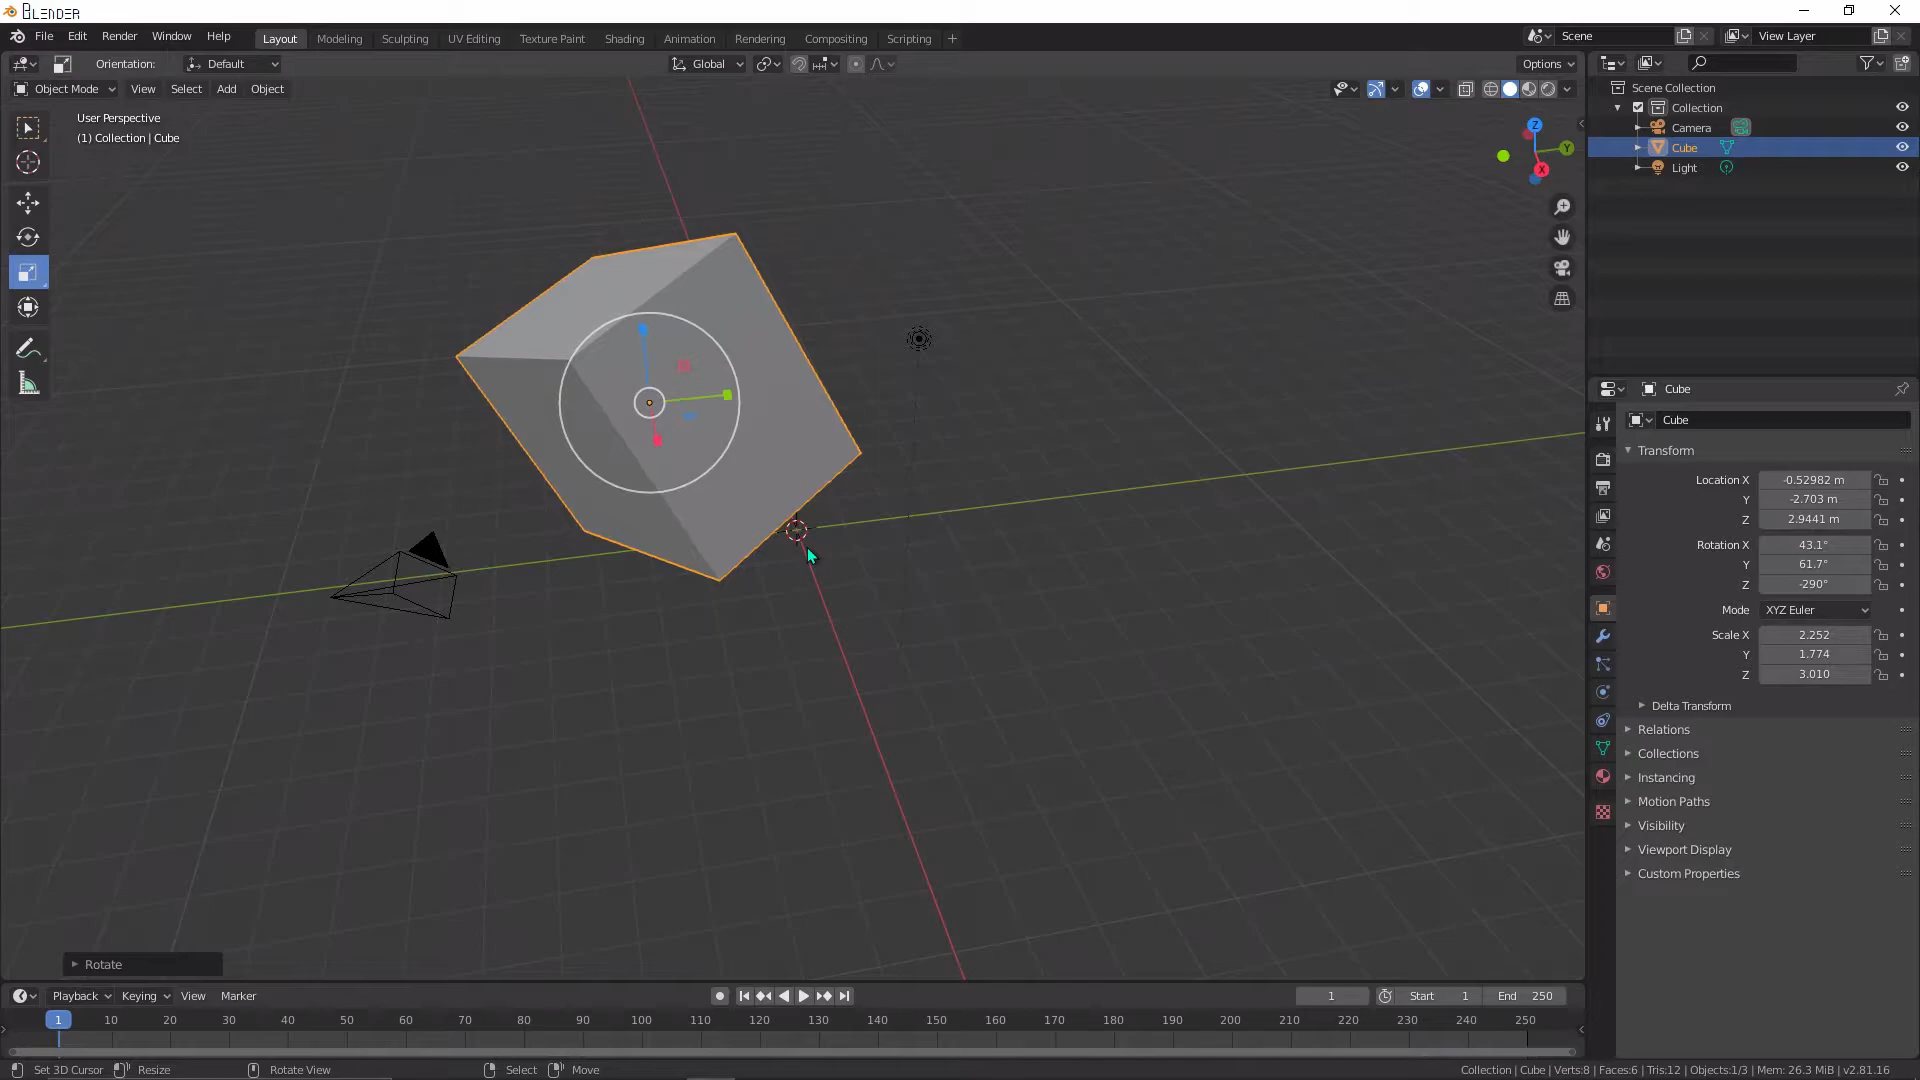 BLENDER
File Edit Render Window Help
Layout Modeling Sculpting UV Editing Texture Paint Shading Animation Rendering Compositing Scripting +
Scene
View Layer
Orientation: Default
Global
Options
Object Mode View Select Add Object
User Perspective
(1) Collection | Cube
Z
Y
X
Scene Collection
Collection
Camera
Cube
Light
Cube
Cube
Transform
Location X -0.52982 m
Y -2.703 m
Z 2.9441 m
Rotation X 43.1°
Y 61.7°
Z -290°
Mode XYZ Euler
Scale X 2.252
Y 1.774
Z 3.010
Delta Transform
Relations
Collections
Instancing
Motion Paths
Visibility
Viewport Display
Custom Properties
Rotate
Playback Keying View Marker
1
Start 1 End 250
1 10 20 30 40 50 60 70 80 90 100 110 120 130 140 150 160 170 180 190 200 210 220 230 240 250
Set 3D Cursor Resize Rotate View Select Move
Collection | Cube | Verts:8 | Faces:6 | Tris:12 | Objects:1/3 | Mem: 26.3 MiB | v2.81.16